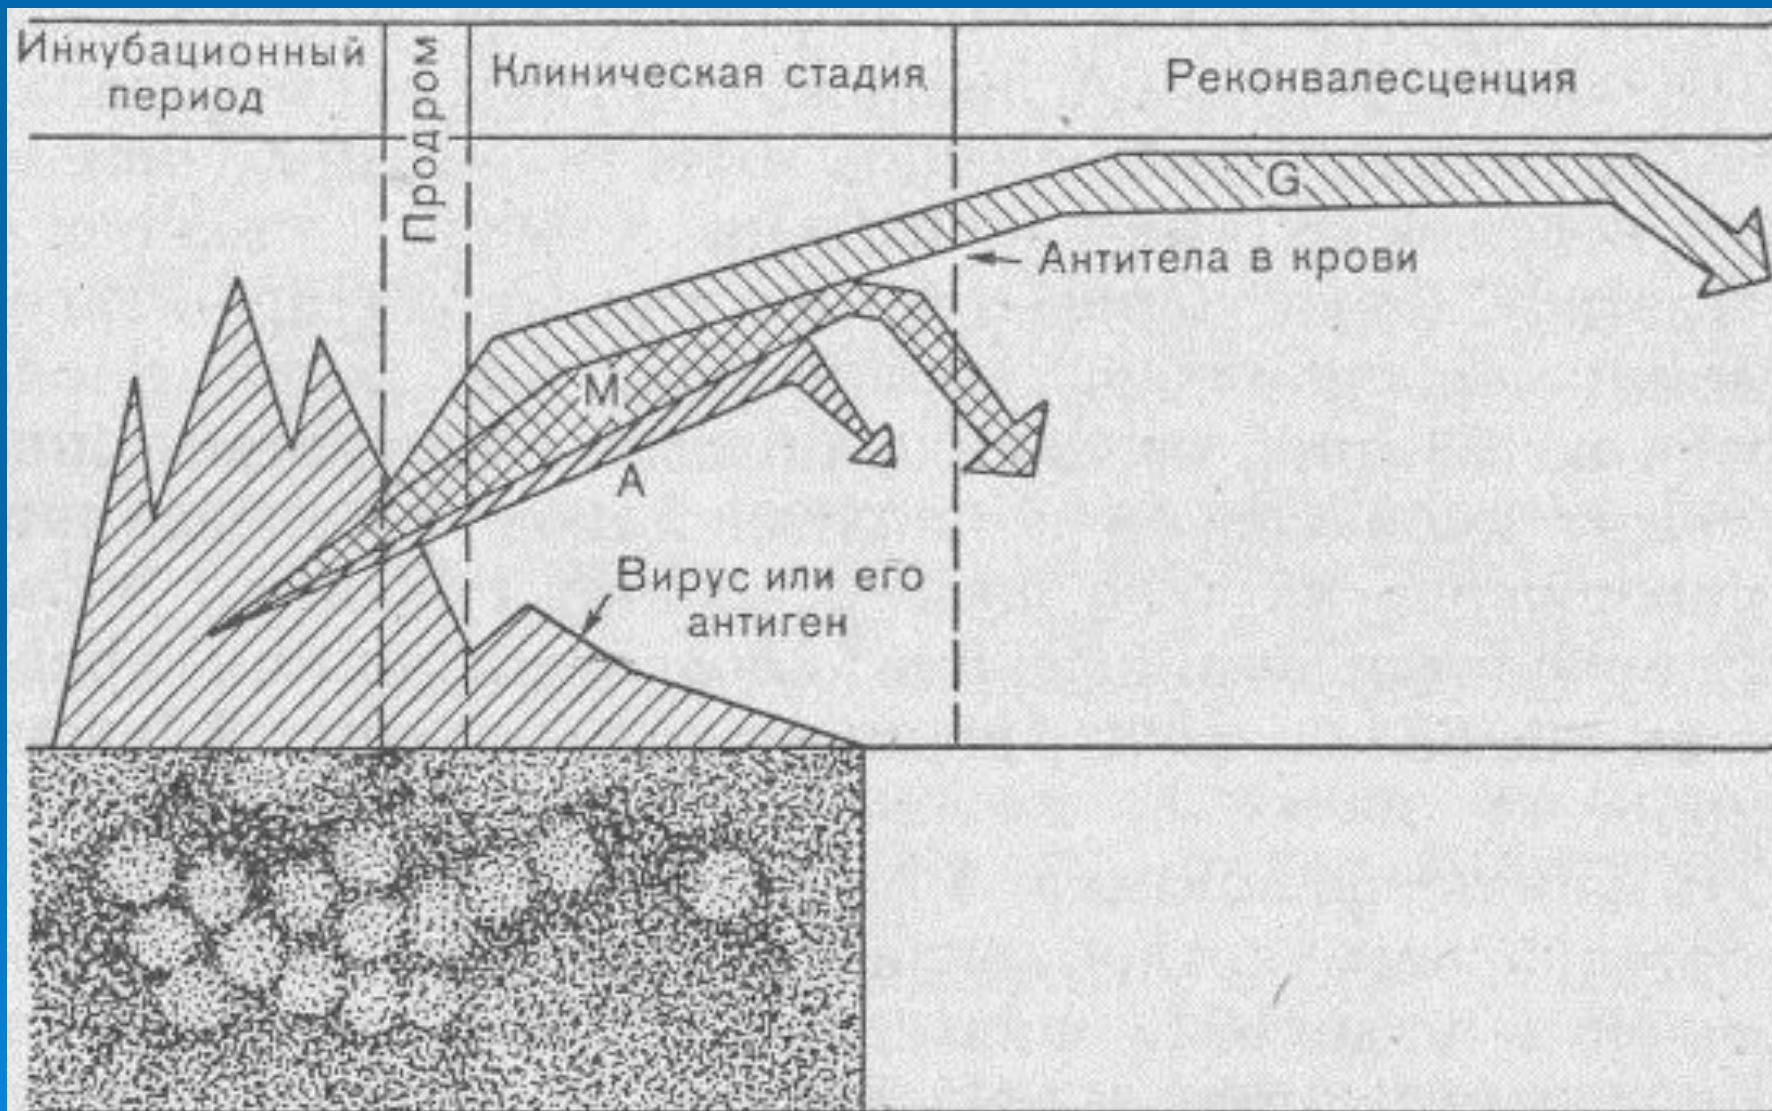 Инкубационный
период
Продром
Клиническая стадия
Реконвалесценция
G
Антитела в крови
M
A
Вирус или его
антиген